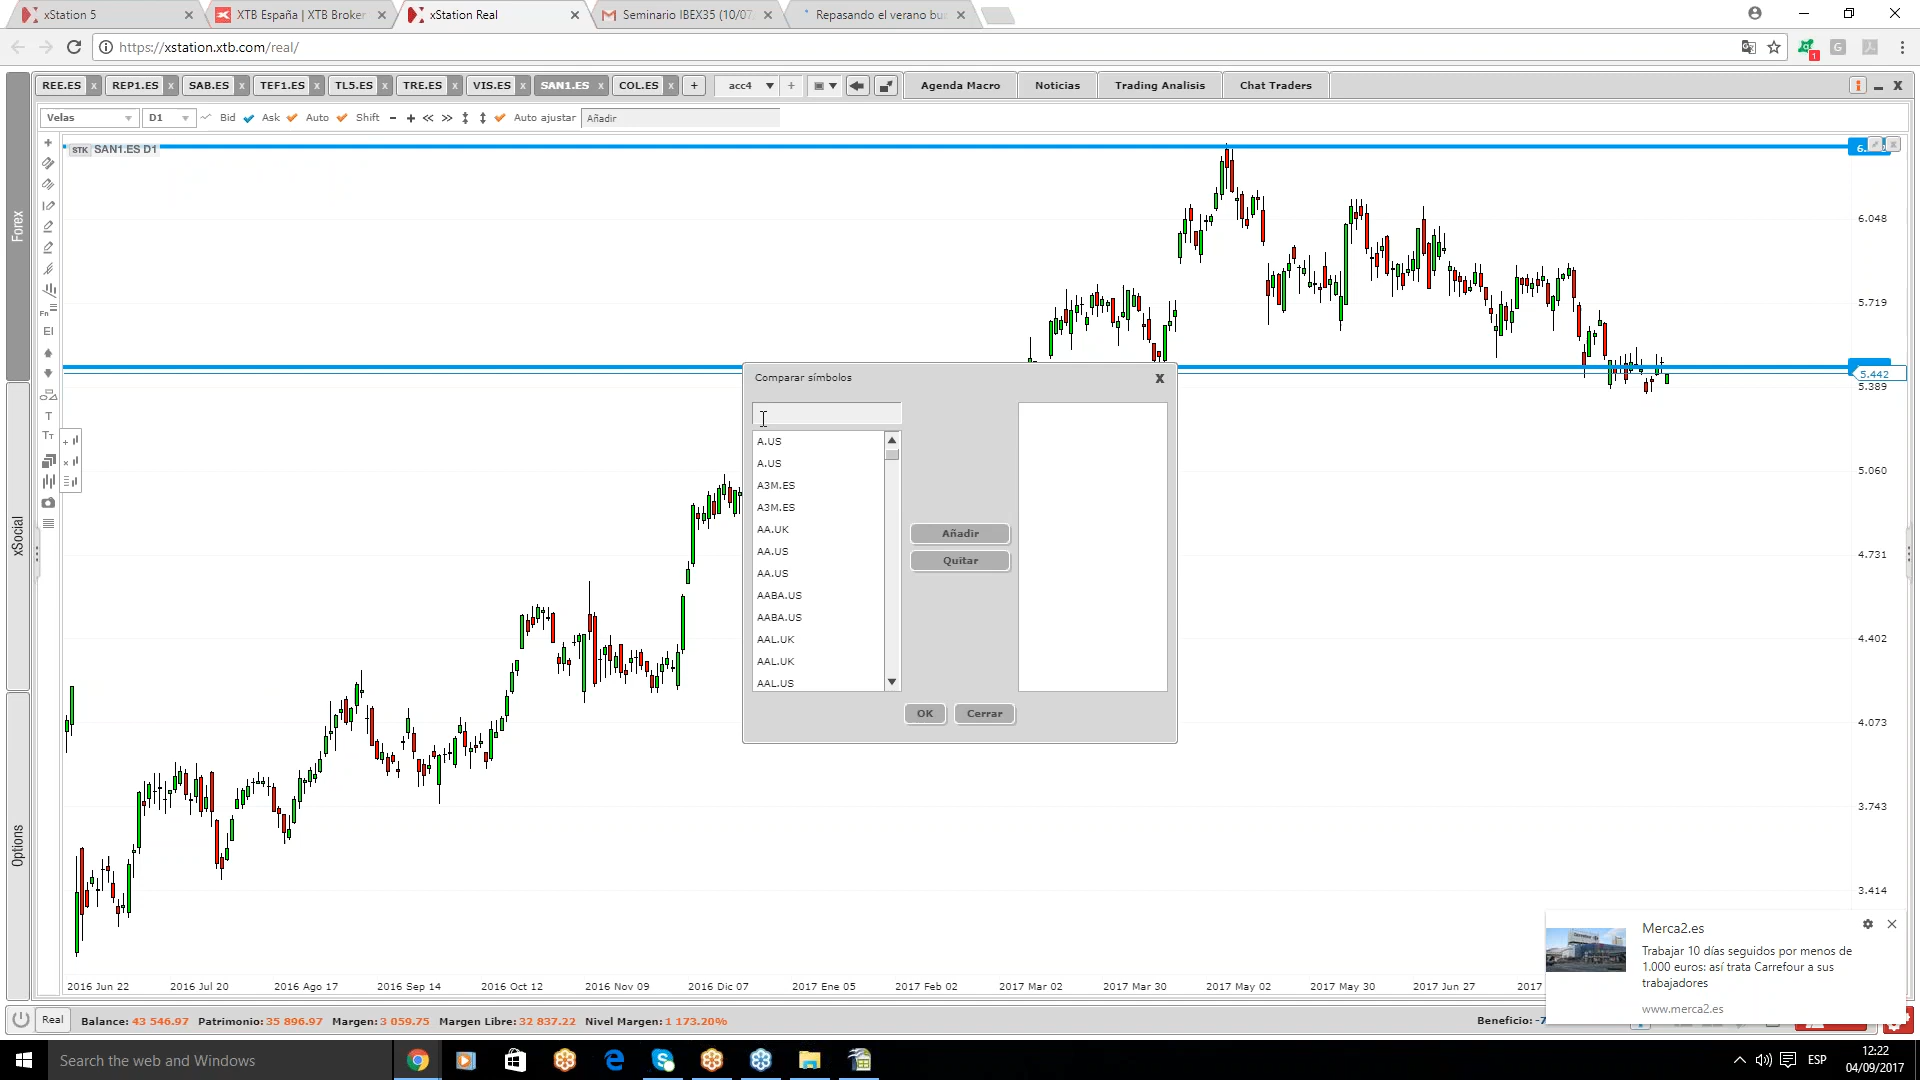 xStation 5
XTB España | XTB Broker
xStation Real
Seminario IBEX35 (10/07
Repasando el verano bu
https://xstation.xtb.com/real/
REE.ES x
REP1.ES x
SAB.ES x
TEF1.ES x
TL5.ES x
TRE.ES x
VIS.ES x
SAN1.ES x
COL.ES x
+
acc4
Agenda Macro
Noticias
Trading Analisis
Chat Traders
Velas
D1
Bid
Ask
Auto
Shift
Auto ajustar
Añadir
STK SAN1.ES D1
Forex
xSocial
Options
6.048
5.719
5.442
5.389
5.060
4.731
4.402
4.073
3.743
3.414
Comparar símbolos
X
A.US
A.US
A3M.ES
A3M.ES
AA.UK
AA.US
AA.US
AABA.US
AABA.US
AAL.UK
AAL.UK
AAL.US
Añadir
Quitar
OK
Cerrar
2016 Jun 22
2016 Jul 20
2016 Ago 17
2016 Sep 14
2016 Oct 12
2016 Nov 09
2016 Dic 07
2017 Ene 05
2017 Feb 02
2017 Mar 02
2017 Mar 30
2017 May 02
2017 May 30
2017 Jun 27
2017
Merca2.es
Trabajar 10 días seguidos por menos de
1.000 euros: así trata Carrefour a sus
trabajadores
www.merca2.es
Real
Balance: 43 546.97
Patrimonio: 35 896.97
Margen: 3 059.75
Margen Libre: 32 837.22
Nivel Margen: 1 173.20%
Beneficio: -7
Search the web and Windows
ESP
12:22
04/09/2017